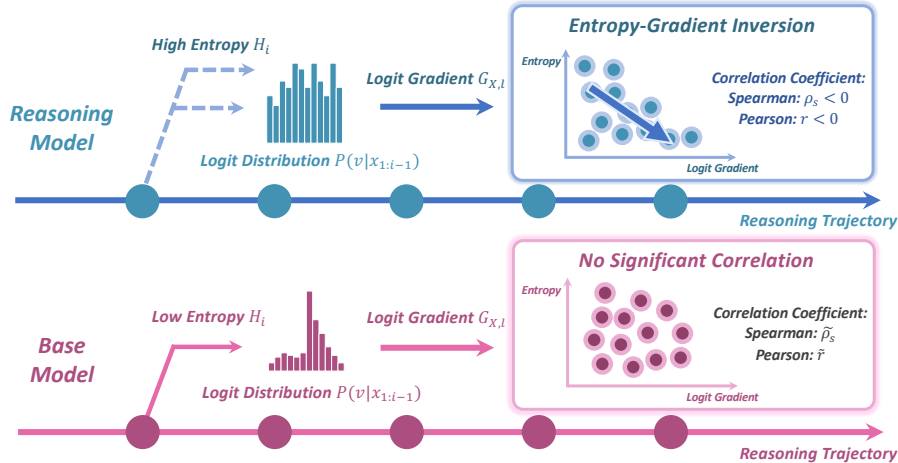 Reasoning
Model
High Entropy H_i
Logit Distribution P(v|x_{1:i-1})
Logit Gradient G_{X,l}
Entropy-Gradient Inversion
Entropy
Logit Gradient
Correlation Coefficient:
Spearman: ρ_s < 0
Pearson: r < 0
Reasoning Trajectory
Base
Model
Low Entropy H_i
Logit Distribution P(v|x_{1:i-1})
Logit Gradient G_{X,l}
No Significant Correlation
Entropy
Logit Gradient
Correlation Coefficient:
Spearman: ρ̃_s
Pearson: r̃
Reasoning Trajectory